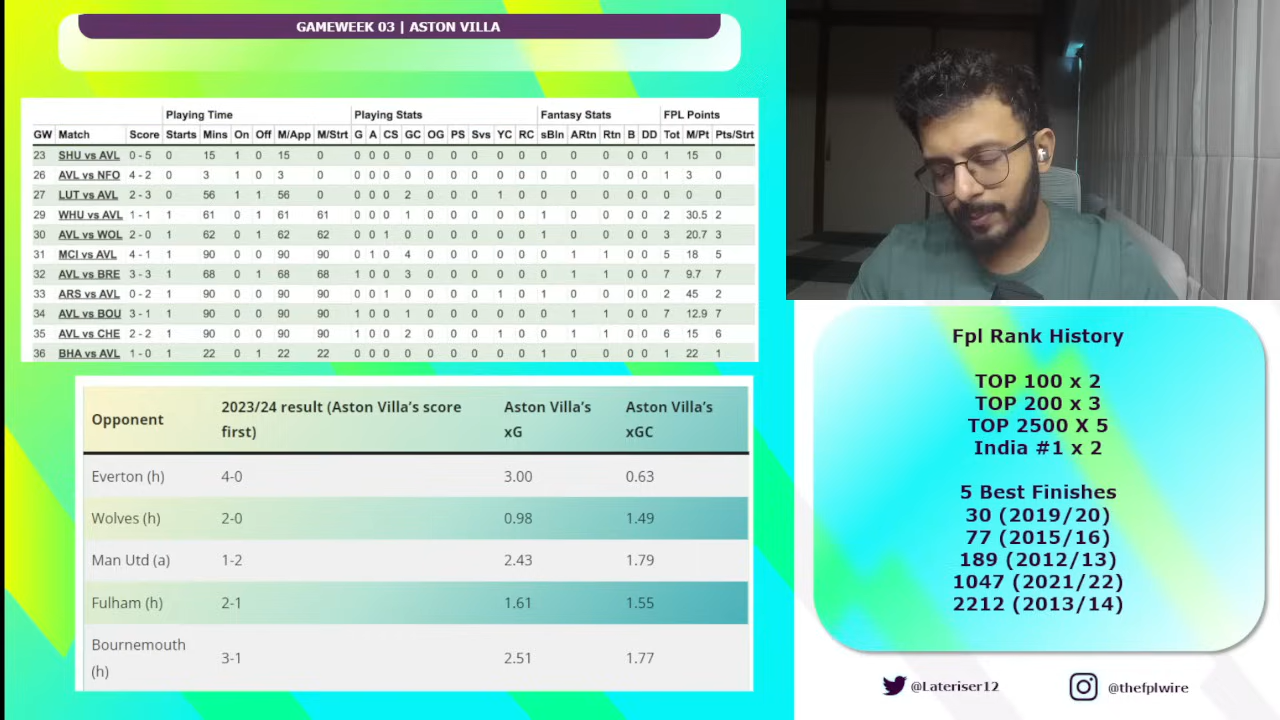 GAMEWEEK 03 | ASTON VILLA
Playing Time Playing Stats Fantasy Stats FPL Points
GW Match Score Starts Mins On Off M/App M/Strt G A CS GC OG PS Svs YC RC sBin ARtn Rtn B DD Tot M/Pt Pts/Strt
23 SHU vs AVL 0 - 5 0 15 1 0 15 0 0 0 0 0 0 0 0 0 0 0 0 0 0 0 1 15 0
26 AVL vs NFO 4 - 2 0 3 1 0 3 0 0 0 0 0 0 0 0 0 0 0 0 0 0 0 1 3 0
27 LUT vs AVL 2 - 3 0 56 1 1 56 0 0 0 0 2 0 0 0 1 0 0 0 0 0 0 0 0 0
29 WHU vs AVL 1 - 1 1 61 0 1 61 61 0 0 0 1 0 0 0 0 0 1 0 0 0 0 2 30.5 2
30 AVL vs WOL 2 - 0 1 62 0 1 62 62 0 0 1 0 0 0 0 0 0 1 0 0 0 0 3 20.7 3
31 MCI vs AVL 4 - 1 1 90 0 0 90 90 0 1 0 4 0 0 0 0 0 0 1 1 0 0 5 18 5
32 AVL vs BRE 3 - 3 1 68 0 1 68 68 1 0 0 3 0 0 0 0 0 0 1 1 0 0 7 9.7 7
33 ARS vs AVL 0 - 2 1 90 0 0 90 90 0 0 1 0 0 0 0 1 0 1 0 0 0 0 2 45 2
34 AVL vs BOU 3 - 1 1 90 0 0 90 90 1 0 0 1 0 0 0 0 0 0 1 1 0 0 7 12.9 7
35 AVL vs CHE 2 - 2 1 90 0 0 90 90 1 0 0 2 0 0 0 1 0 0 1 1 0 0 6 15 6
36 BHA vs AVL 1 - 0 1 22 0 1 22 22 0 0 0 0 0 0 0 0 0 1 0 0 0 0 1 22 1
Opponent 2023/24 result (Aston Villa's score first) Aston Villa's xG Aston Villa's xGC
Everton (h) 4-0 3.00 0.63
Wolves (h) 2-0 0.98 1.49
Man Utd (a) 1-2 2.43 1.79
Fulham (h) 2-1 1.61 1.55
Bournemouth (h) 3-1 2.51 1.77
Fpl Rank History
TOP 100 x 2
TOP 200 x 3
TOP 2500 X 5
India #1 x 2
5 Best Finishes
30 (2019/20)
77 (2015/16)
189 (2012/13)
1047 (2021/22)
2212 (2013/14)
@Lateriser12 @thefplwire